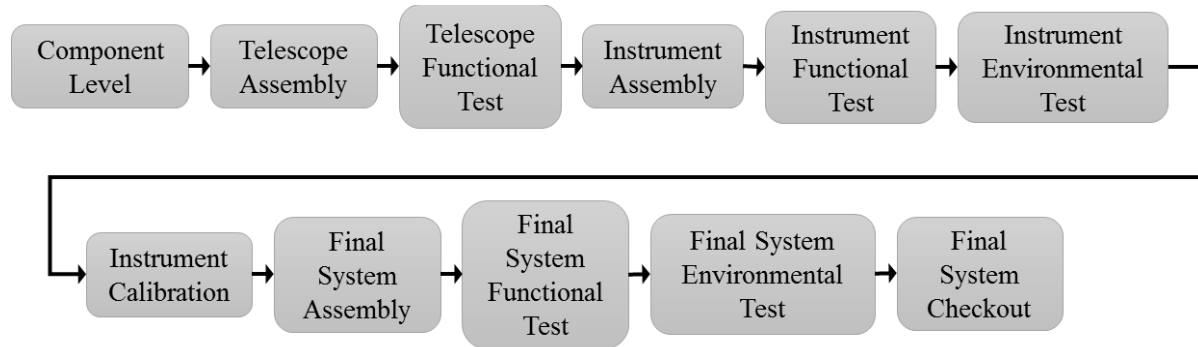 Component
Level
Telescope
Assembly
Telescope
Functional
Test
Instrument
Assembly
Instrument
Functional
Test
Instrument
Environmental
Test
Instrument
Calibration
Final
System
Assembly
Final
System
Functional
Test
Final System
Environmental
Test
Final
System
Checkout